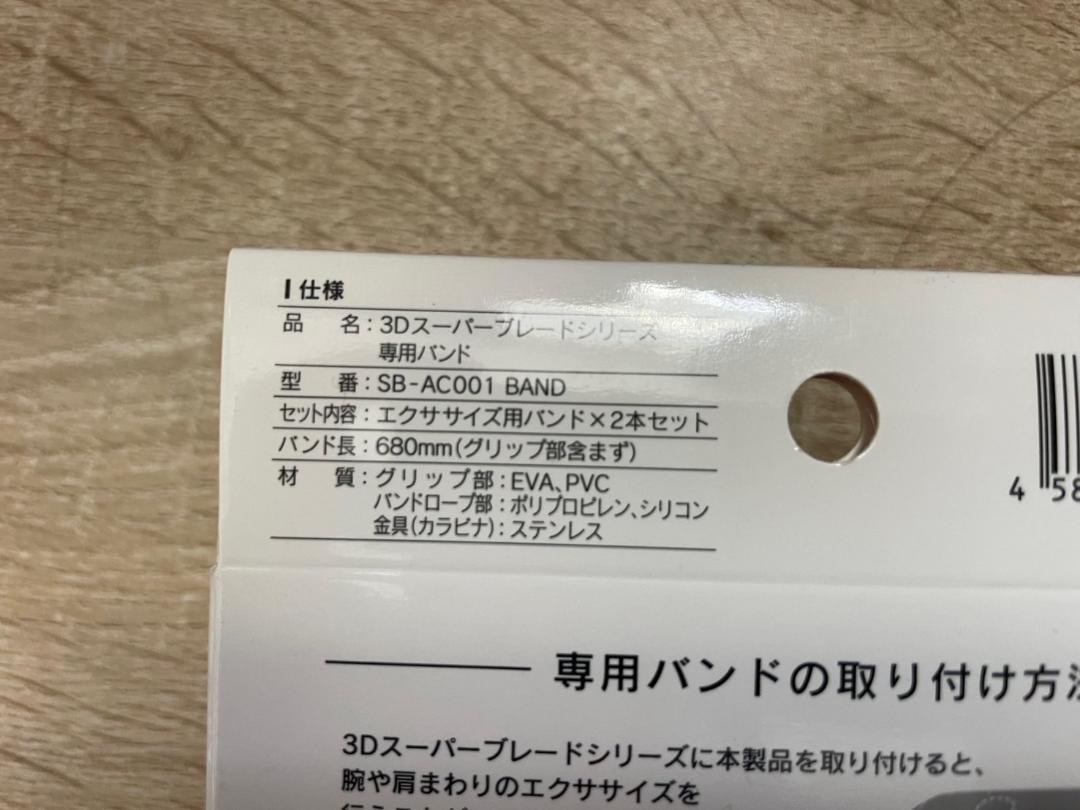 仕様
品　名：3Dスーパーブレードシリーズ
専用バンド
型　番：SB-AC001 BAND
セット内容：エクササイズ用バンド×2本セット
バンド長：680mm(グリップ部含まず)
材　質：グリップ部：EVA、PVC
バンドロープ部：ポリプロピレン、シリコン
金具(カラビナ)：ステンレス
4 58
専用バンドの取り付け方
3Dスーパーブレードシリーズに本製品を取り付けると、
腕や肩まわりのエクササイズを